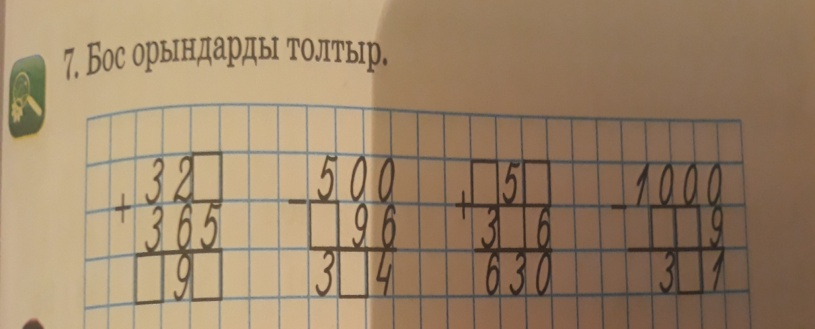 7. Бос орындарды толтыр.
32□ 500 □5□ 1000
+ - + -
365 □96 3□6 □□9
□9□ 3□4 630 3□1